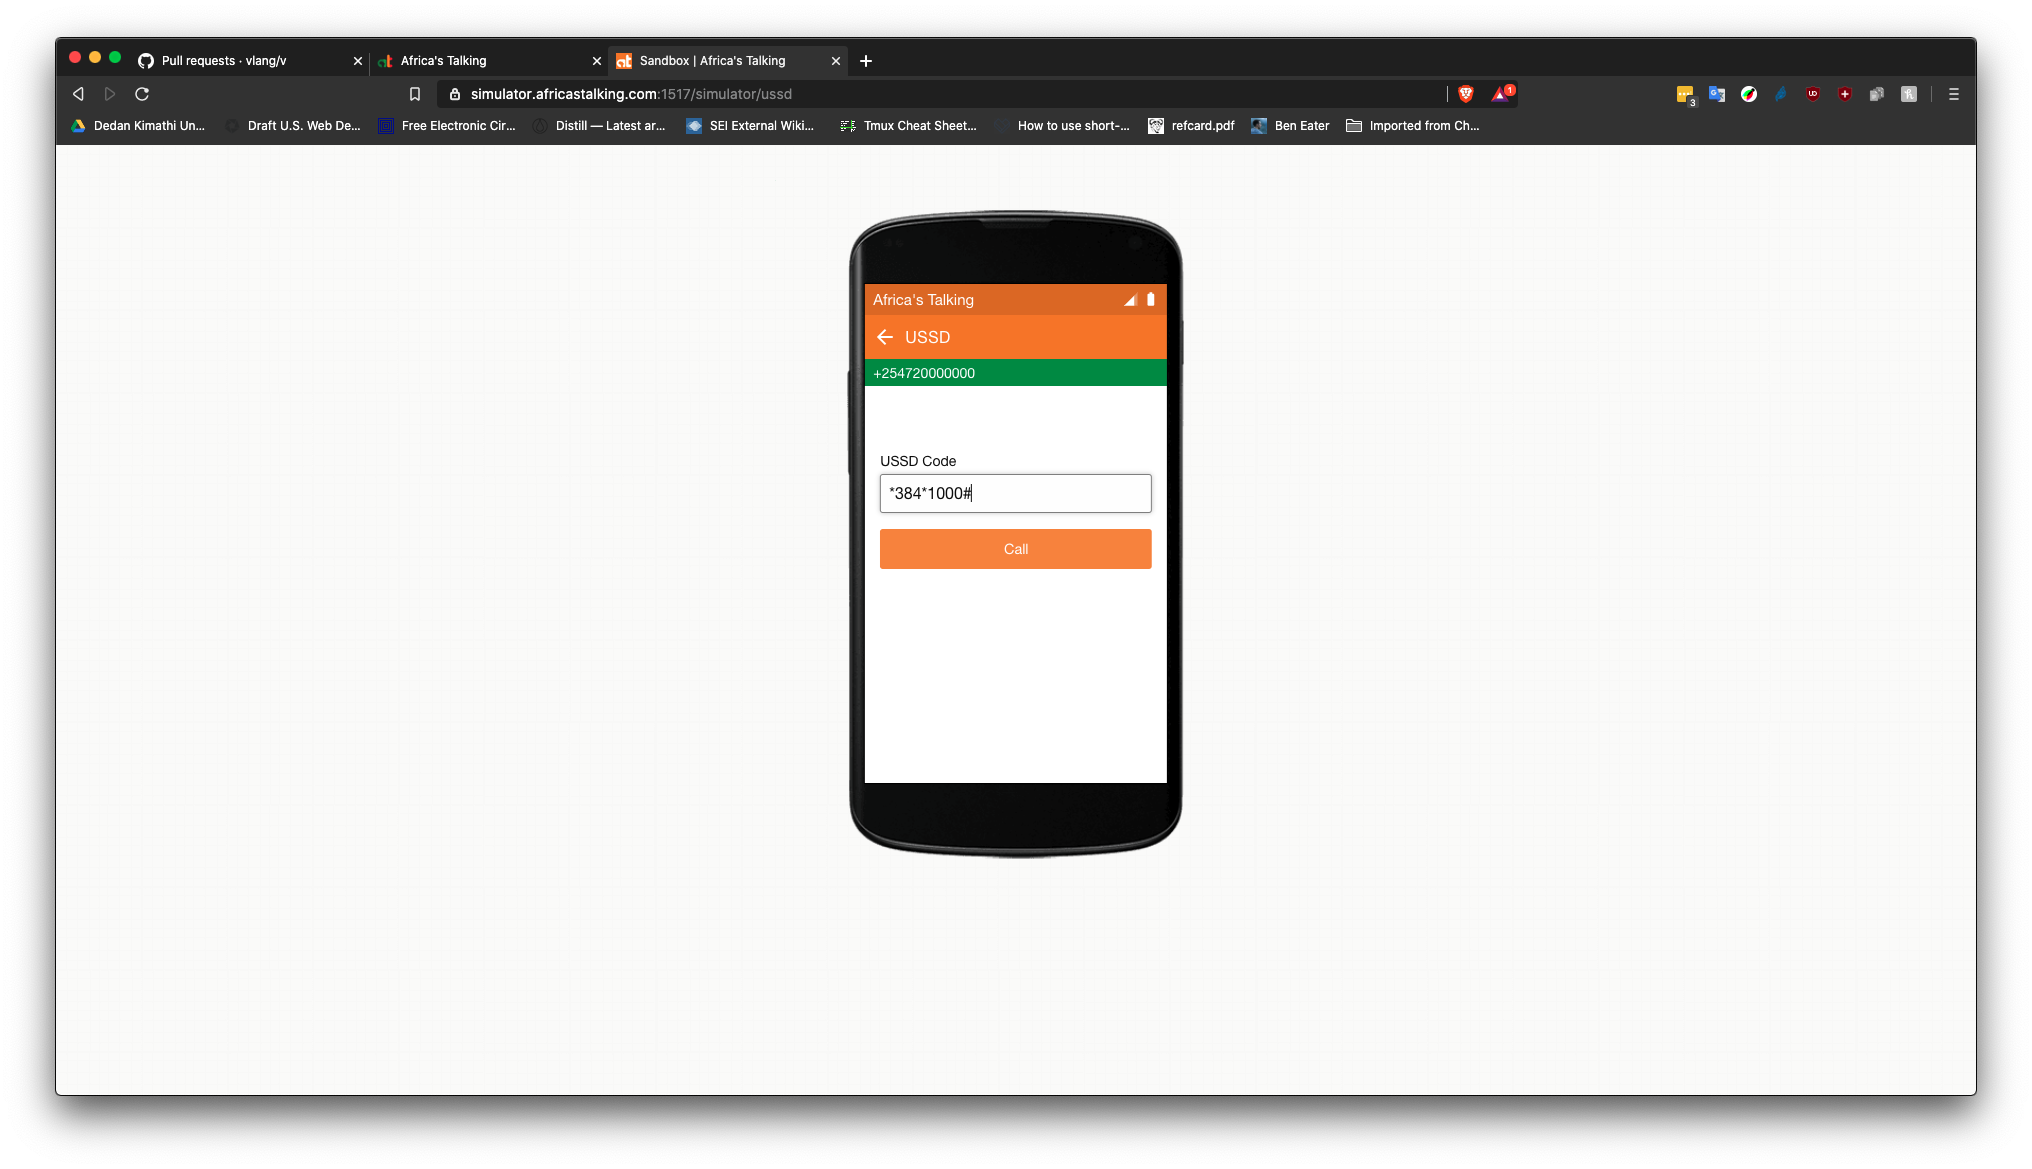 Pull requests · vlang/v
Africa's Talking
Sandbox | Africa's Talking
simulator.africastalking.com:1517/simulator/ussd
1
3
Dedan Kimathi Un...
Draft U.S. Web De...
Free Electronic Cir...
Distill — Latest ar...
SEI External Wiki...
Tmux Cheat Sheet...
How to use short-...
refcard.pdf
Ben Eater
Imported from Ch...
Africa's Talking
USSD
+254720000000
USSD Code
*384*1000#
Call